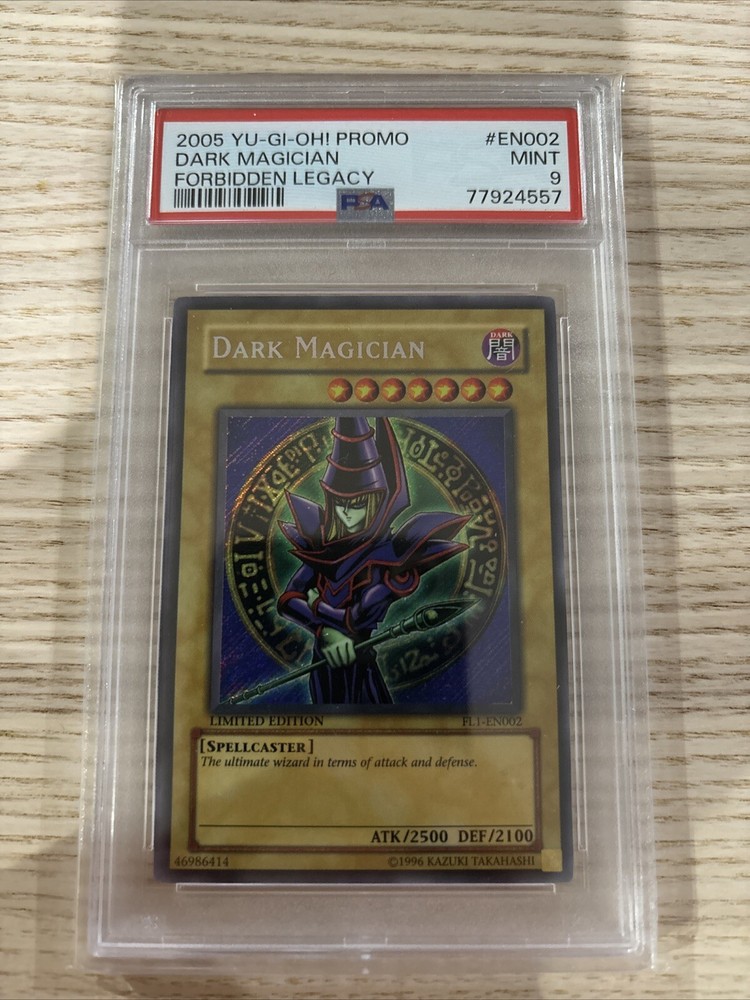 2005 YU-GI-OH! PROMO #EN002
DARK MAGICIAN MINT
FORBIDDEN LEGACY 9
PSA 77924557
DARK MAGICIAN
DARK
闇
LIMITED EDITION FL1-EN002
[SPELLCASTER]
The ultimate wizard in terms of attack and defense.
ATK/2500 DEF/2100
46986414 ©1996 KAZUKI TAKAHASHI